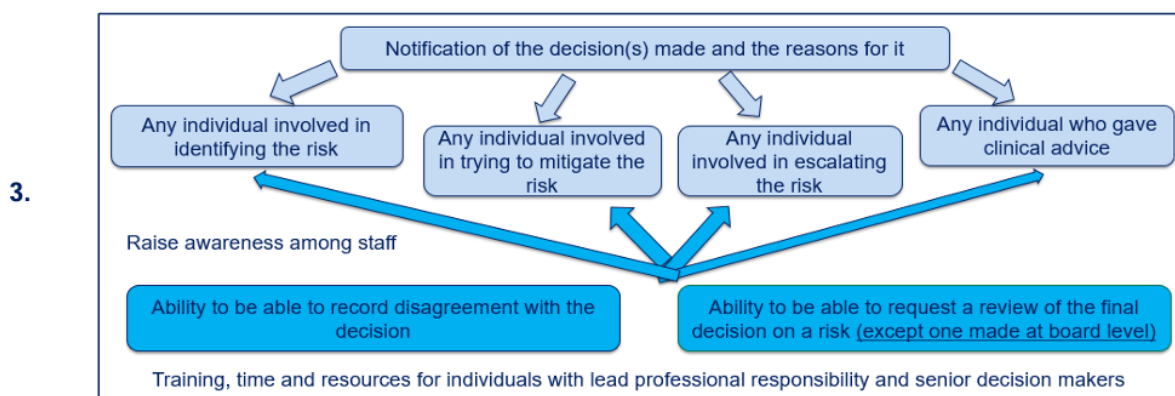 Notification of the decision(s) made and the reasons for it
Any individual involved in
identifying the risk
Any individual involved
in trying to mitigate the
risk
Any individual
involved in escalating
the risk
Any individual who gave
clinical advice
3.
Raise awareness among staff
Ability to be able to record disagreement with the
decision
Ability to be able to request a review of the final
decision on a risk (except one made at board level)
Training, time and resources for individuals with lead professional responsibility and senior decision makers